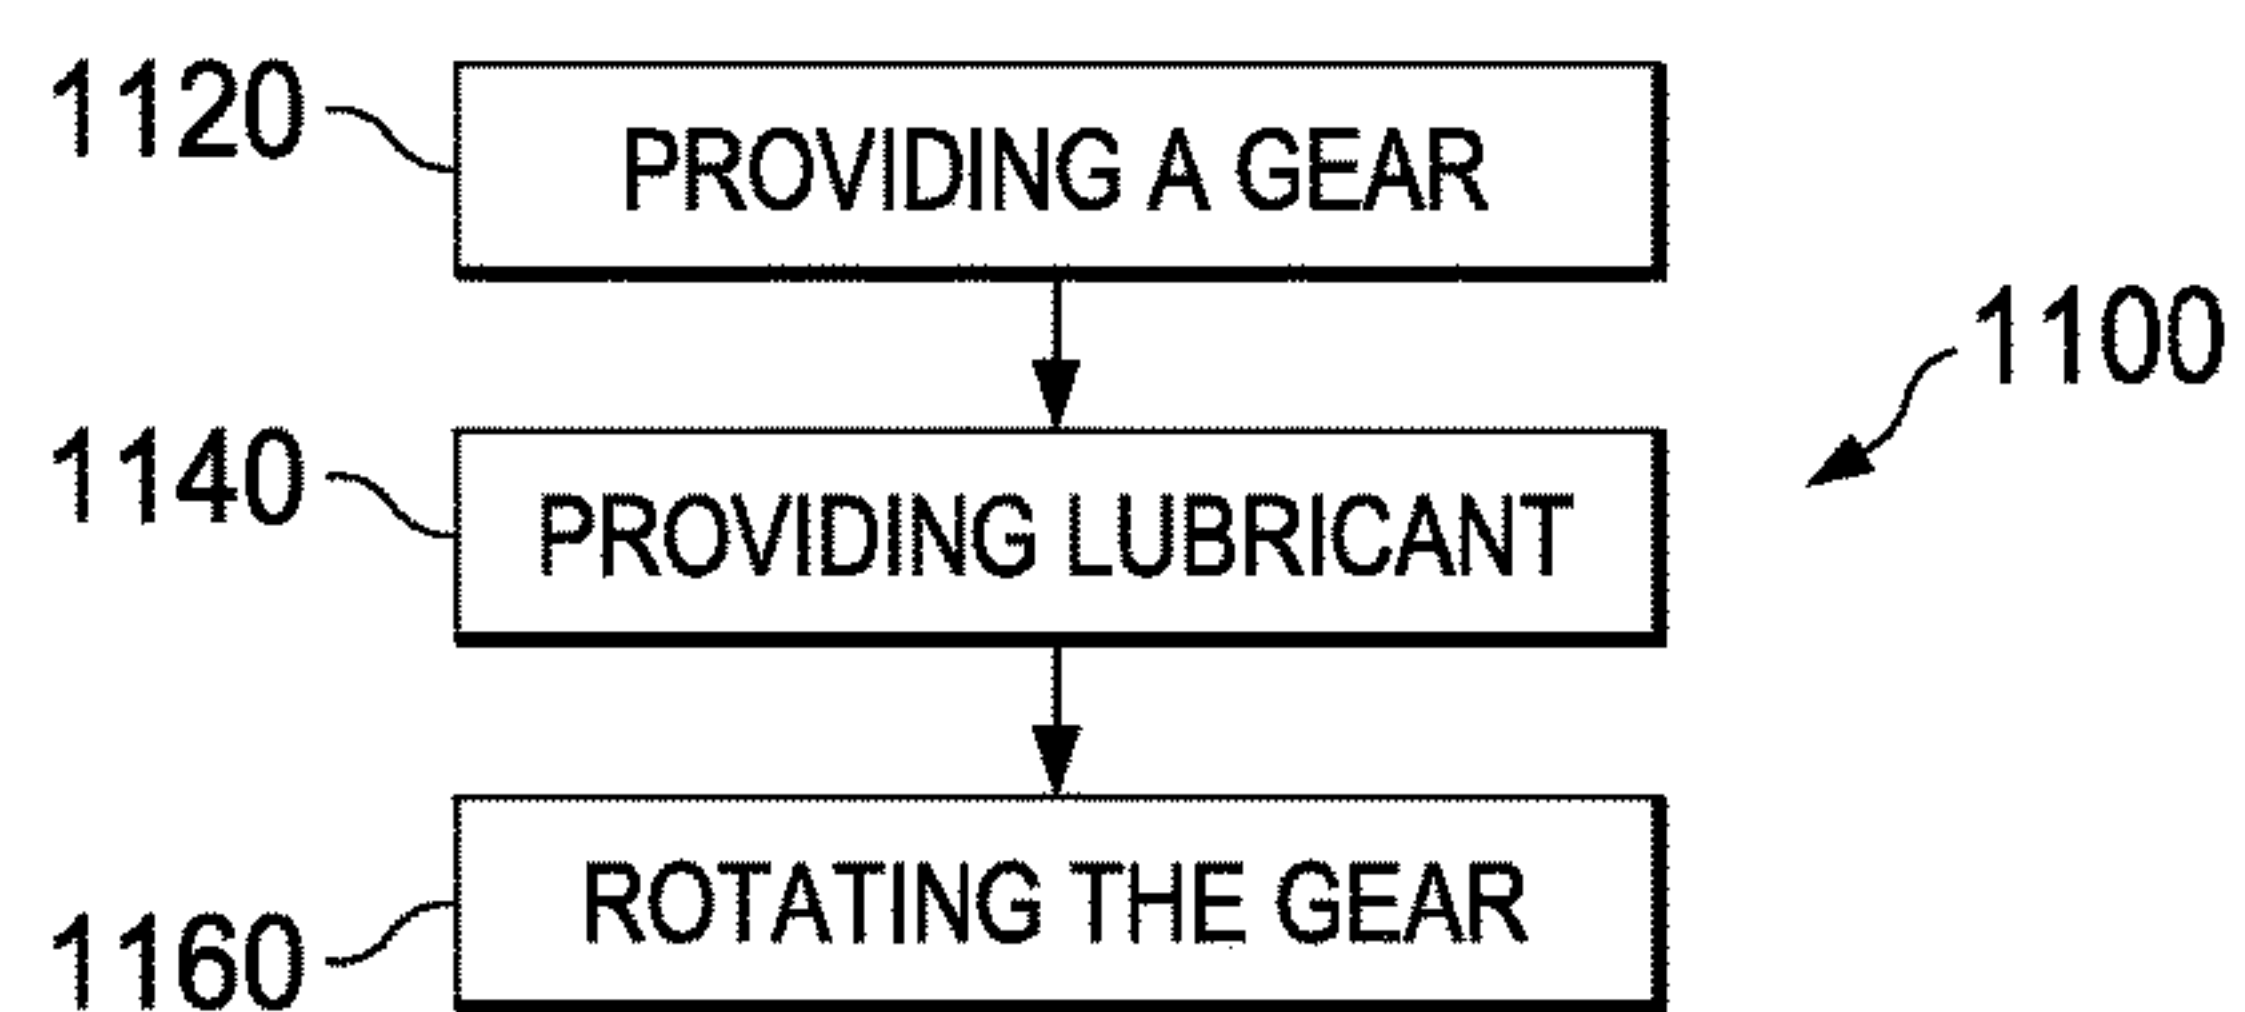 1120
PROVIDING A GEAR
1100
1140
PROVIDING LUBRICANT
1160
ROTATING THE GEAR